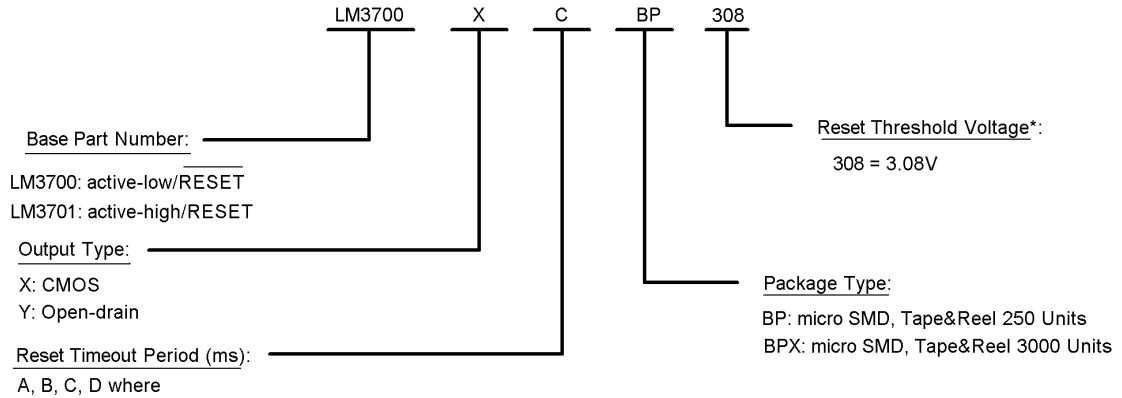 LM3700 X C BP 308
Base Part Number:
LM3700: active-low/RESET
LM3701: active-high/RESET
Output Type:
X: CMOS
Y: Open-drain
Reset Timeout Period (ms):
A, B, C, D where
Reset Threshold Voltage*:
308 = 3.08V
Package Type:
BP: micro SMD, Tape&Reel 250 Units
BPX: micro SMD, Tape&Reel 3000 Units